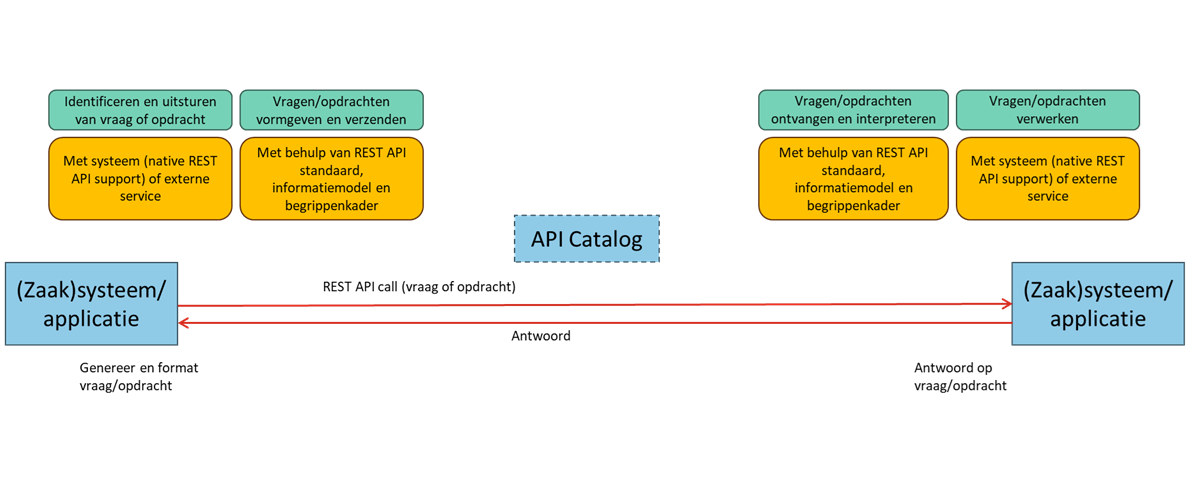 Identificeren en uitsturen
van vraag of opdracht
Vragen/opdrachten
vormgeven en verzenden
Vragen/opdrachten
ontvangen en interpreteren
Vragen/opdrachten
verwerken
Met systeem (native REST
API support) of externe
service
Met behulp van REST API
standaard,
informatiemodel en
begrippenkader
Met behulp van REST API
standaard,
informatiemodel en
begrippenkader
Met systeem (native REST
API support) of externe
service
API Catalog
(Zaak)systeem/
applicatie
REST API call (vraag of opdracht)
Antwoord
(Zaak)systeem/
applicatie
Genereer en format
vraag/opdracht
Antwoord op
vraag/opdracht